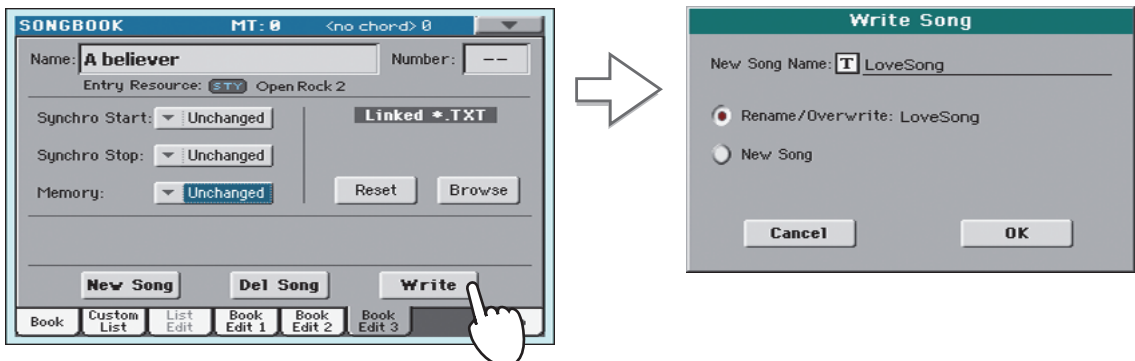 SONGBOOK MT: 0 <no chord> 0
Name: A believer Number: --
Entry Resource: STY Open Rock 2
Synchro Start: Unchanged Linked *.TXT
Synchro Stop: Unchanged
Memory: Unchanged Reset Browse
New Song Del Song Write
Book Custom List List Edit Book Edit 1 Book Edit 2 Book Edit 3
Write Song
New Song Name: T LoveSong
Rename/Overwrite: LoveSong
New Song
Cancel OK